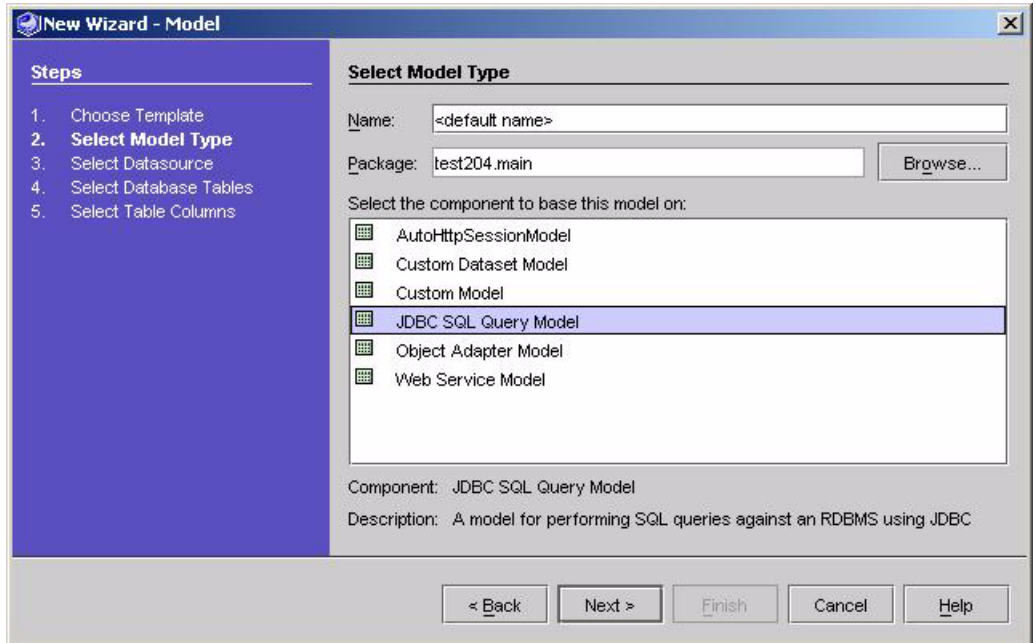 New Wizard - Model
Steps
1. Choose Template
2. Select Model Type
3. Select Datasource
4. Select Database Tables
5. Select Table Columns
Select Model Type
Name: <default name>
Package: test204.main Browse...
Select the component to base this model on:
AutoHttpSessionModel
Custom Dataset Model
Custom Model
JDBC SQL Query Model
Object Adapter Model
Web Service Model
Component: JDBC SQL Query Model
Description: A model for performing SQL queries against an RDBMS using JDBC
< Back Next > Finish Cancel Help